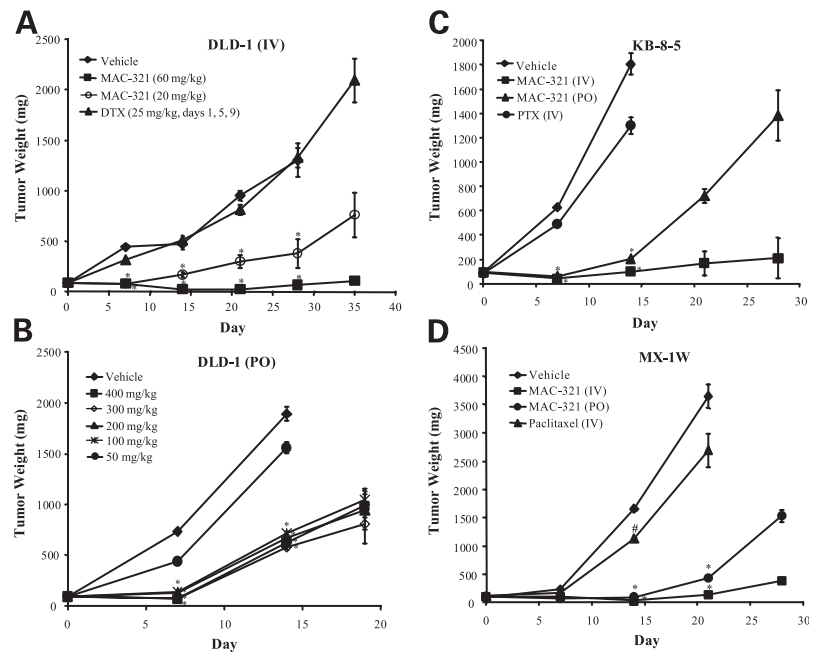 A
DLD-1 (IV)
2500
2000
1500
1000
500
0
Tumor Weight (mg)
Vehicle
MAC-321 (60 mg/kg)
MAC-321 (20 mg/kg)
DTX (25 mg/kg, days 1, 5, 9)
* * * * * * *
0 5 10 15 20 25 30 35 40
Day
B
DLD-1 (PO)
2500
2000
1500
1000
500
0
Tumor Weight (mg)
Vehicle
400 mg/kg
300 mg/kg
200 mg/kg
100 mg/kg
50 mg/kg
* * * * *
0 5 10 15 20
Day
C
KB-8-5
1800
1600
1400
1200
1000
800
600
400
200
0
Tumor Weight (mg)
Vehicle
MAC-321 (IV)
MAC-321 (PO)
PTX (IV)
* * * *
0 5 10 15 20 25 30
Day
D
MX-1W
4500
4000
3500
3000
2500
2000
1500
1000
500
0
Tumor Weight (mg)
Vehicle
MAC-321 (IV)
MAC-321 (PO)
Paclitaxel (IV)
#
* * * *
0 5 10 15 20 25 30
Day